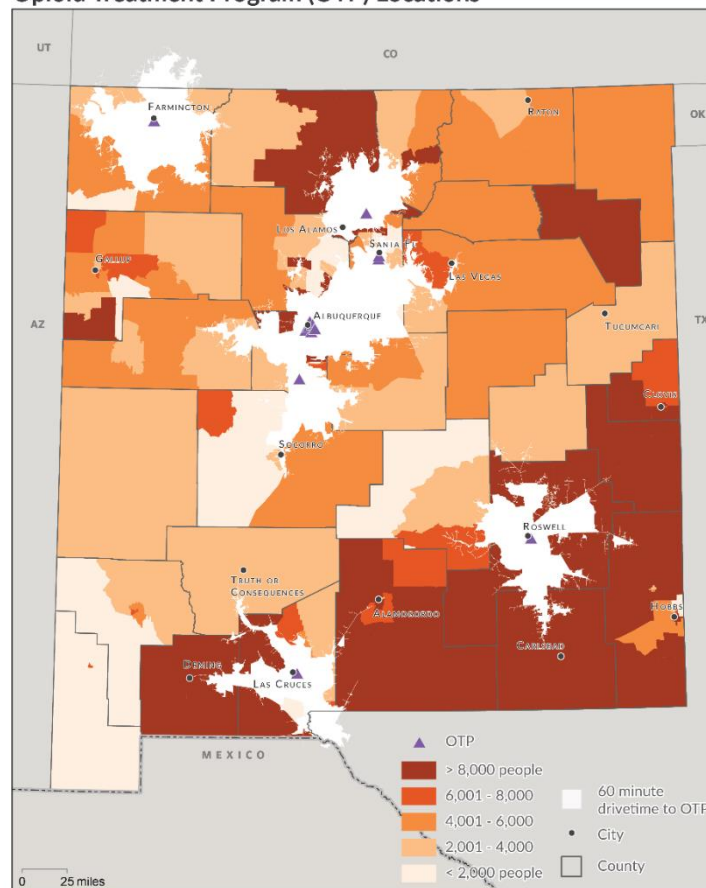 Opioid Treatment Program (OTP) Locations
UT
CO
OK
FARMINGTON
RATON
LOS ALAMOS
SANTA FE
GALLUP
LAS VEGAS
AZ
ALBUQUERQUE
TUCUMCARI
TX
CLOVIS
SOCORRO
ROSWELL
TRUTH OR
CONSEQUENCES
ALAMOGORDO
HOBBS
CARLSBAD
DEMING
LAS CRUCES
MEXICO
OTP
> 8,000 people
6,001 - 8,000
4,001 - 6,000
2,001 - 4,000
< 2,000 people
60 minute
drivetime to OTP
City
County
0 25 miles